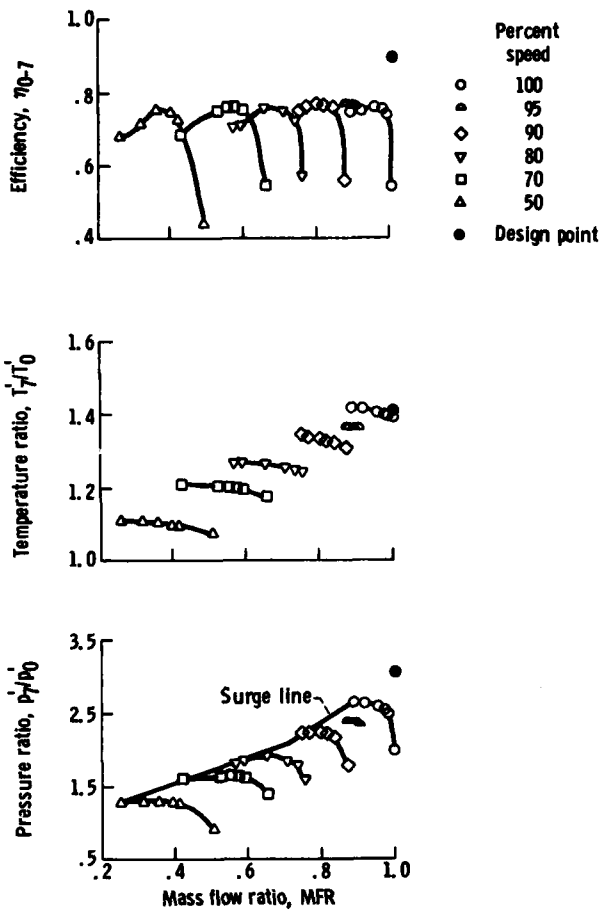 1.0
.8
.6
.4
Efficiency, η0-7
Percent
speed
100
95
90
80
70
50
Design point
1.6
1.4
1.2
1.0
Temperature ratio, T'7/T'0
3.5
2.5
1.5
.5
Pressure ratio, p'7/p'0
Surge line
.2 .4 .6 .8 1.0
Mass flow ratio, MFR